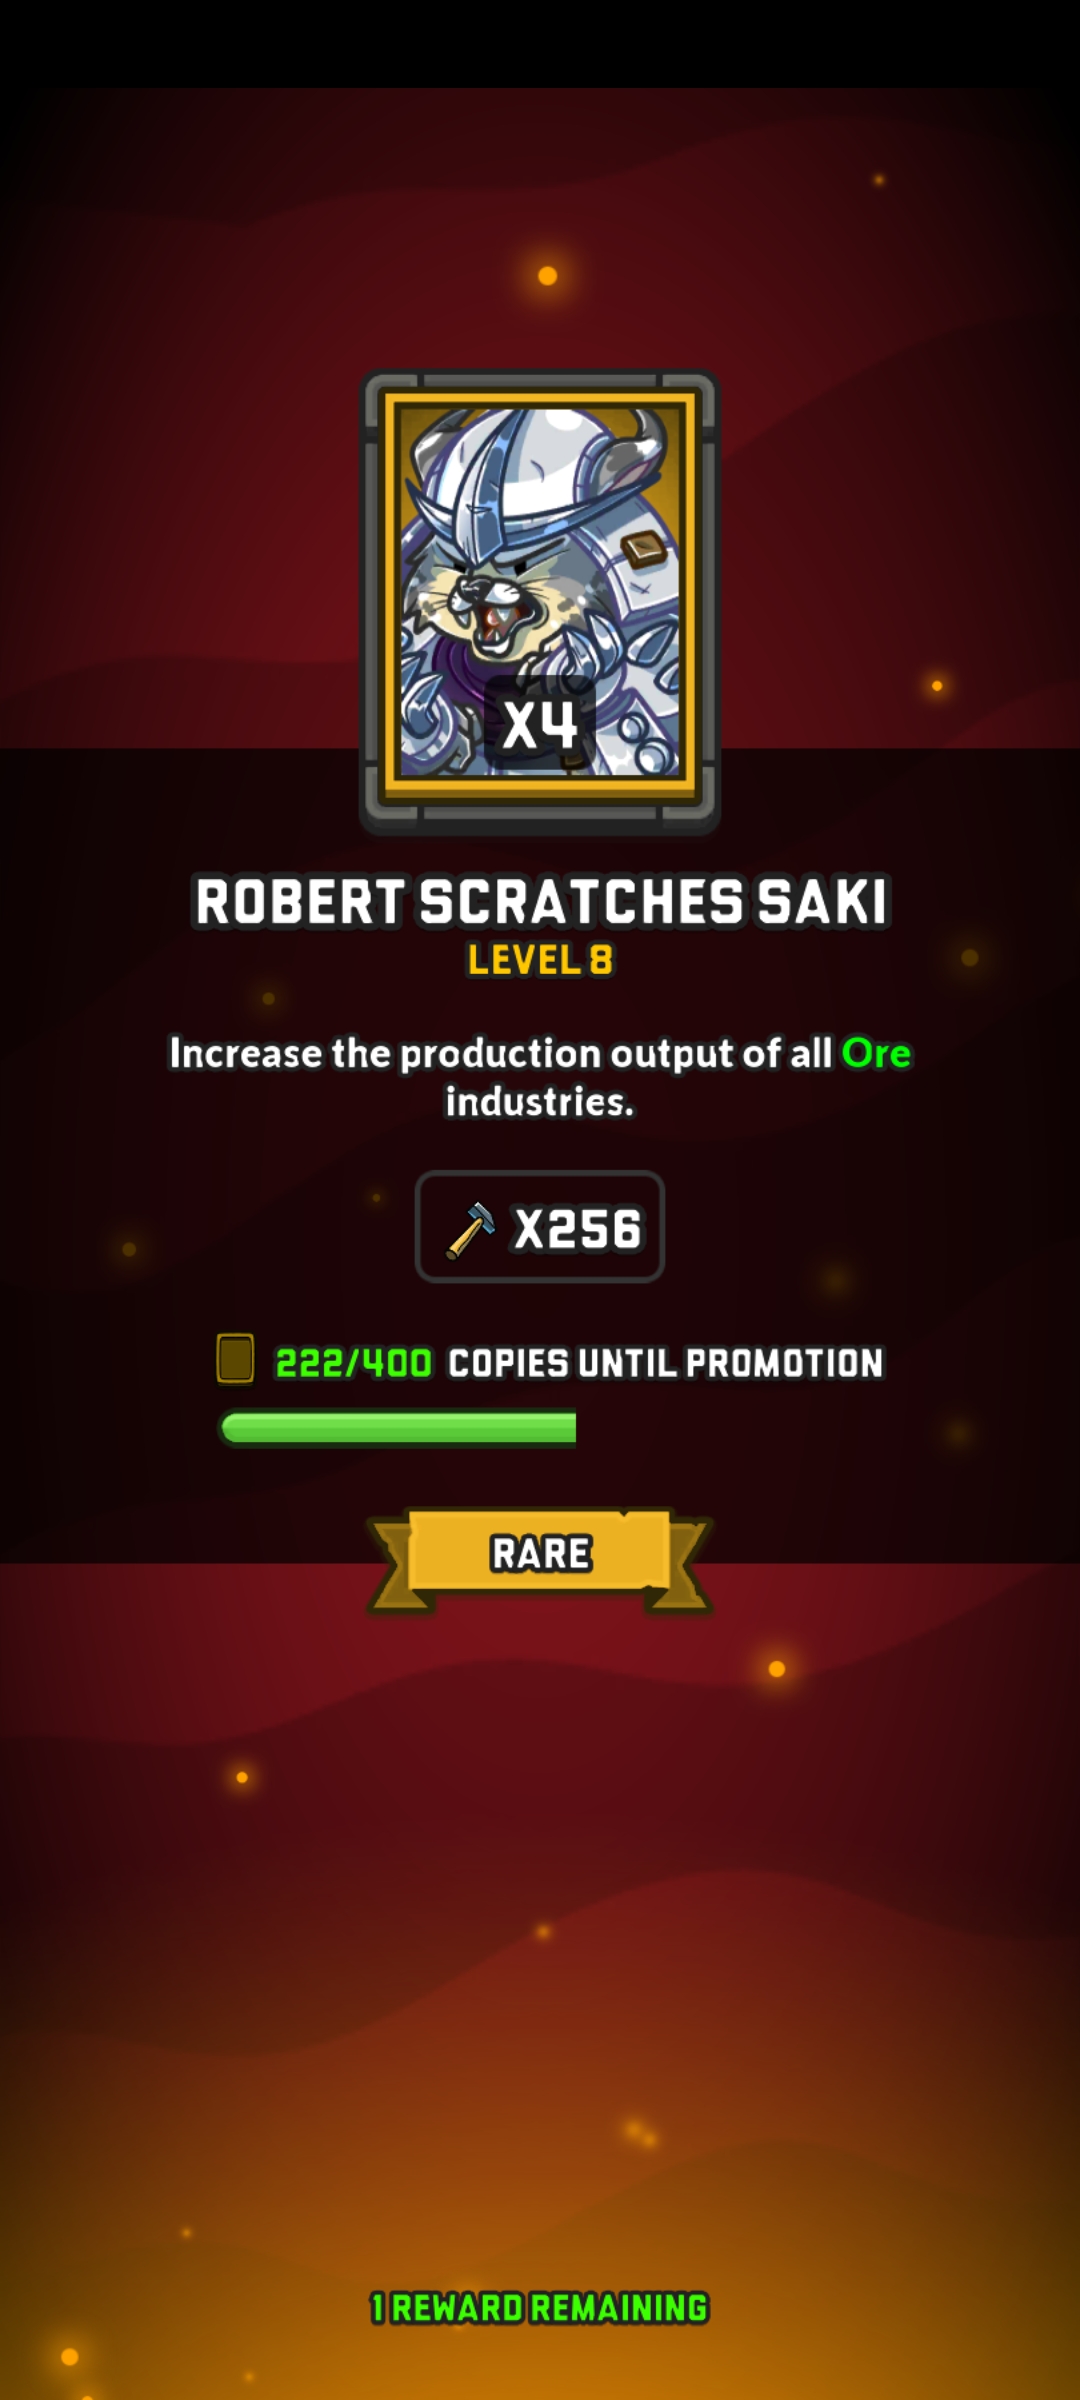 X4
ROBERT SCRATCHES SAKI
LEVEL 8
Increase the production output of all Ore
industries.
X256
222/400 COPIES UNTIL PROMOTION
RARE
1 REWARD REMAINING